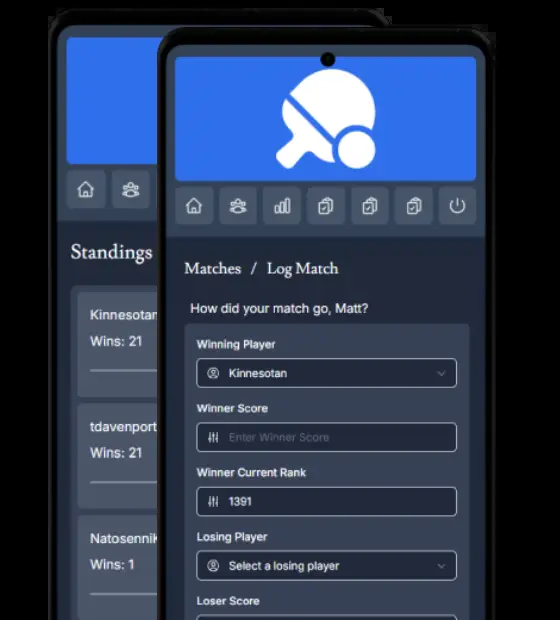 Standings
Kinnesotan
Wins: 21
tdavenport
Wins: 21
Natosennik
Wins: 1
Matches / Log Match
How did your match go, Matt?
Winning Player
Kinnesotan
Winner Score
Enter Winner Score
Winner Current Rank
1391
Losing Player
Select a losing player
Loser Score